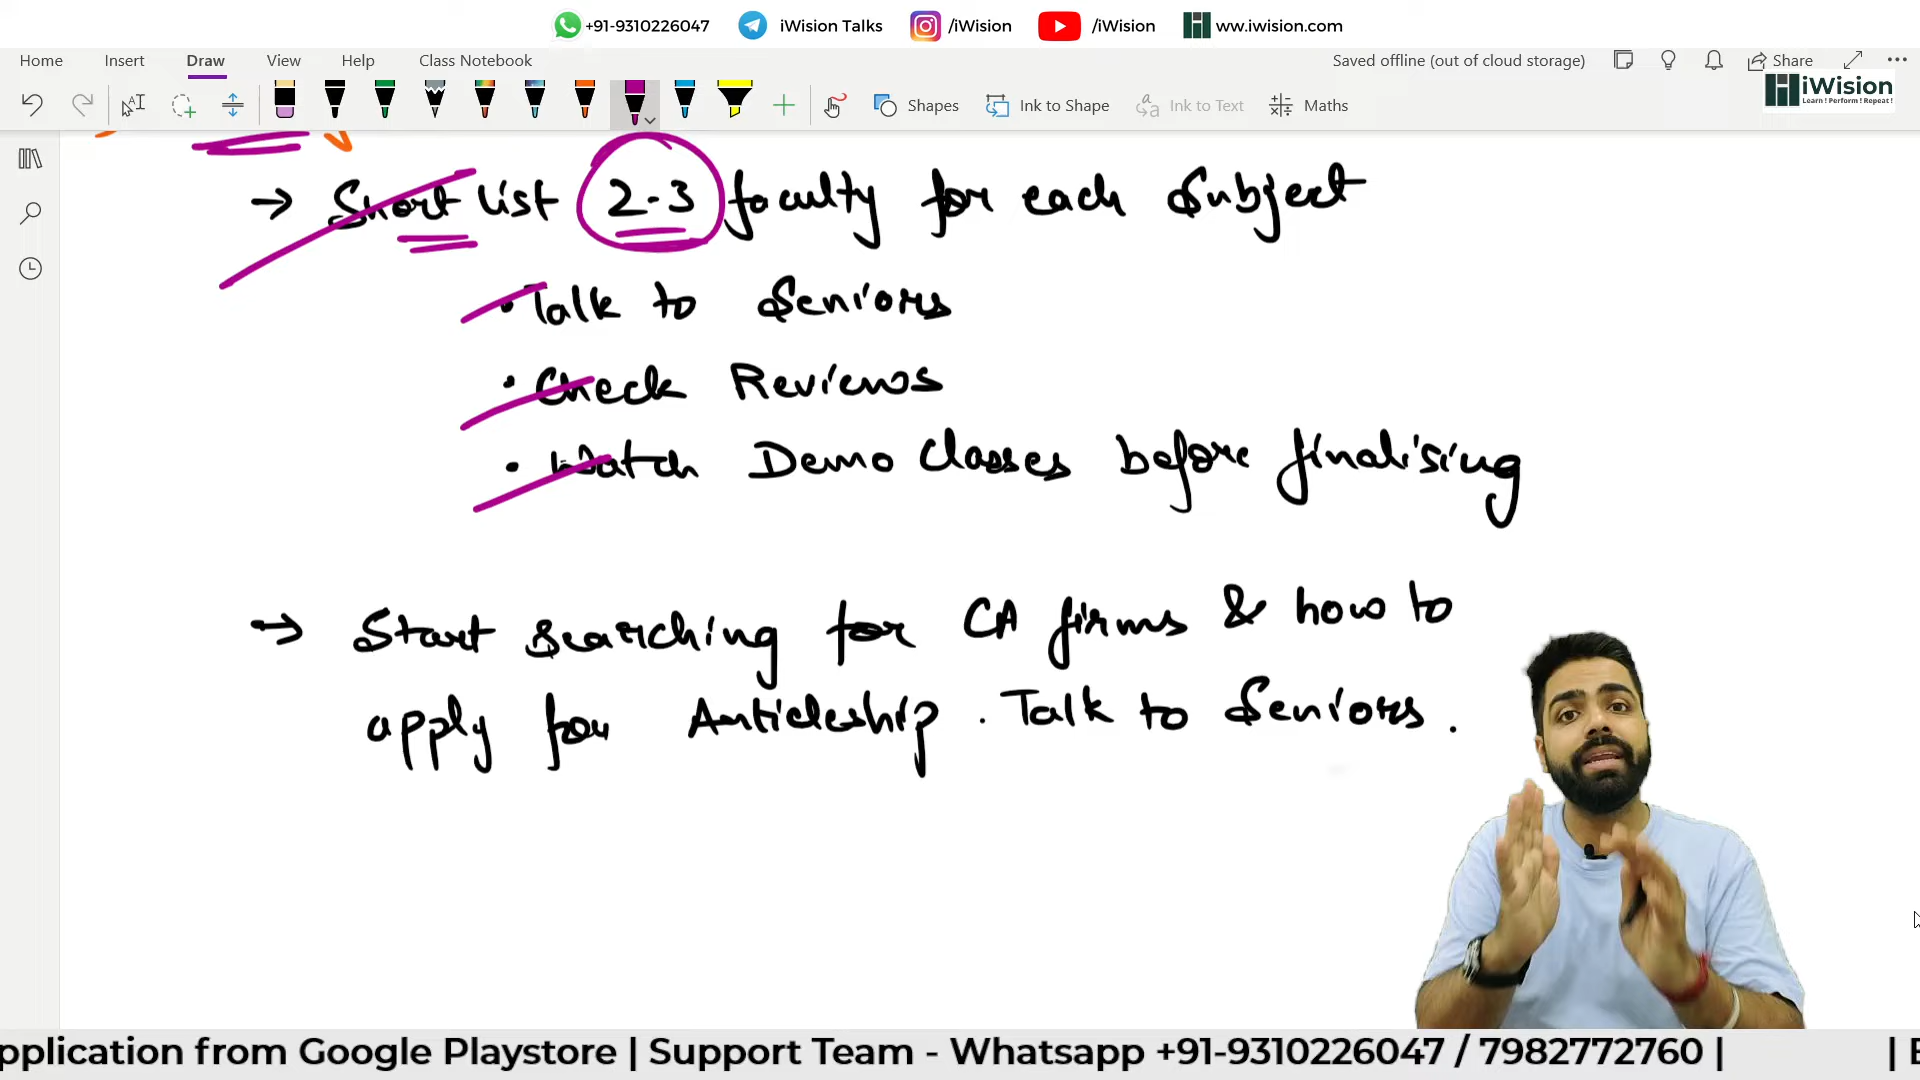 +91-9310226047 iWision Talks /iWision /iWision ww.iwision.com
Home Insert Draw View Help Class Notebook Saved offline (out of cloud storage) Share
Shapes Ink to Shape Ink to Text Maths
iWision
Learn ! Perform ! Repeat !
→ Short list 2-3 faculty for each Subject
• Talk to Seniors
• Check Reviews
• Watch Demo Classes before finalising
→ Start searching for CA firms & how to
apply for Articleship . Talk to Seniors .
pplication from Google Playstore | Support Team - Whatsapp +91-9310226047 / 7982772760 | | E